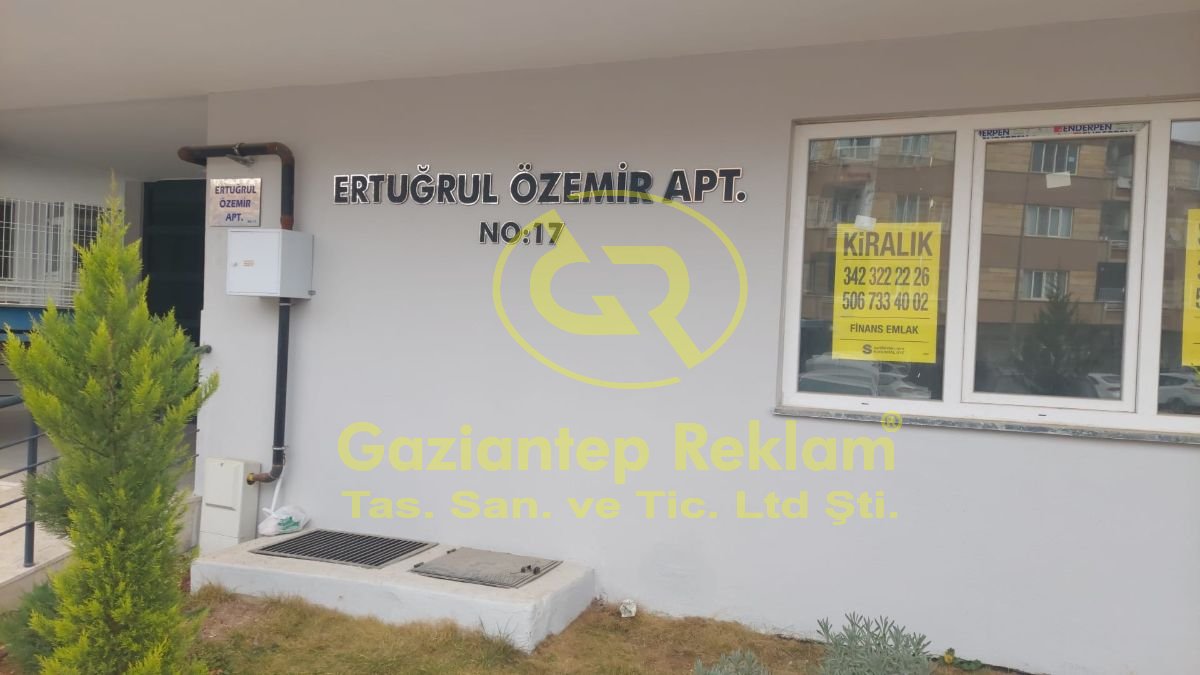 ERTUĞRUL ÖZEMİR APT.
NO:17
ERTUĞRUL
ÖZEMİR
APT.
ENDERPEN
KİRALIK
342 322 22 26
506 733 40 02
FİNANS EMLAK
GR
Gaziantep Reklam®
Tas. San. ve Tic. Ltd Şti.